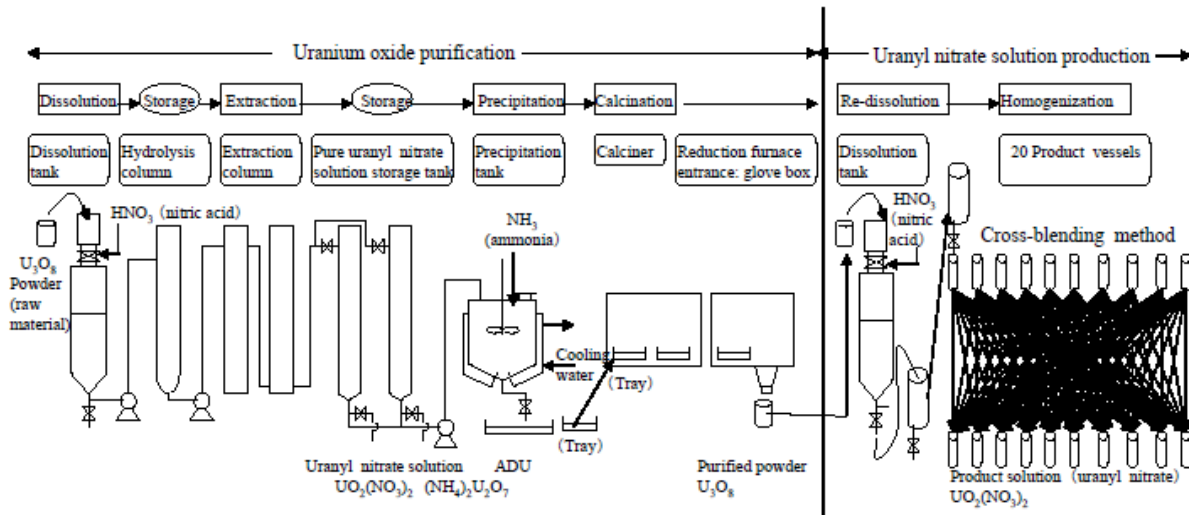 Uranium oxide purification
Uranyl nitrate solution production
Dissolution
Storage
Extraction
Storage
Precipitation
Calcination
Re-dissolution
Homogenization
Dissolution
tank
Hydrolysis
column
Extraction
column
Pure uranyl nitrate
solution storage tank
Precipitation
tank
Calciner
Reduction furnace
entrance: glove box
Dissolution
tank
20 Product vessels
HNO₃ (nitric acid)
U₃O₈
Powder
(raw
material)
NH₃
(ammonia)
Cooling
water
(Tray)
(Tray)
HNO₃
(nitric
acid)
Cross-blending method
Uranyl nitrate solution
UO₂(NO₃)₂
ADU
(NH₄)₂U₂O₇
Purified powder
U₃O₈
Product solution (uranyl nitrate)
UO₂(NO₃)₂